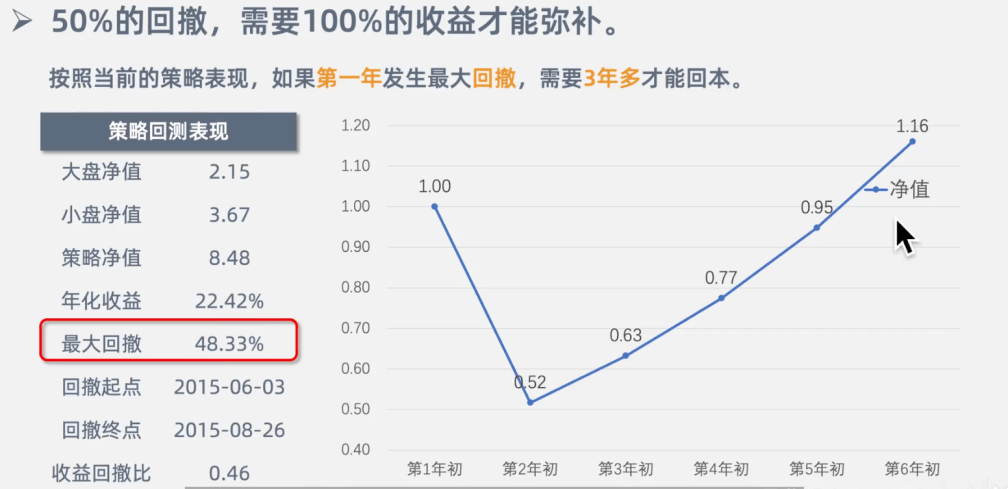 50%的回撤，需要100%的收益才能弥补。
按照当前的策略表现，如果第一年发生最大回撤，需要3年多才能回本。
策略回测表现
大盘净值 2.15
小盘净值 3.67
策略净值 8.48
年化收益 22.42%
最大回撤 48.33%
回撤起点 2015-06-03
回撤终点 2015-08-26
收益回撤比 0.46
1.20
1.10
1.00
0.90
0.80
0.70
0.60
0.50
0.40
1.00
0.52
0.63
0.77
0.95
1.16
净值
第1年初 第2年初 第3年初 第4年初 第5年初 第6年初